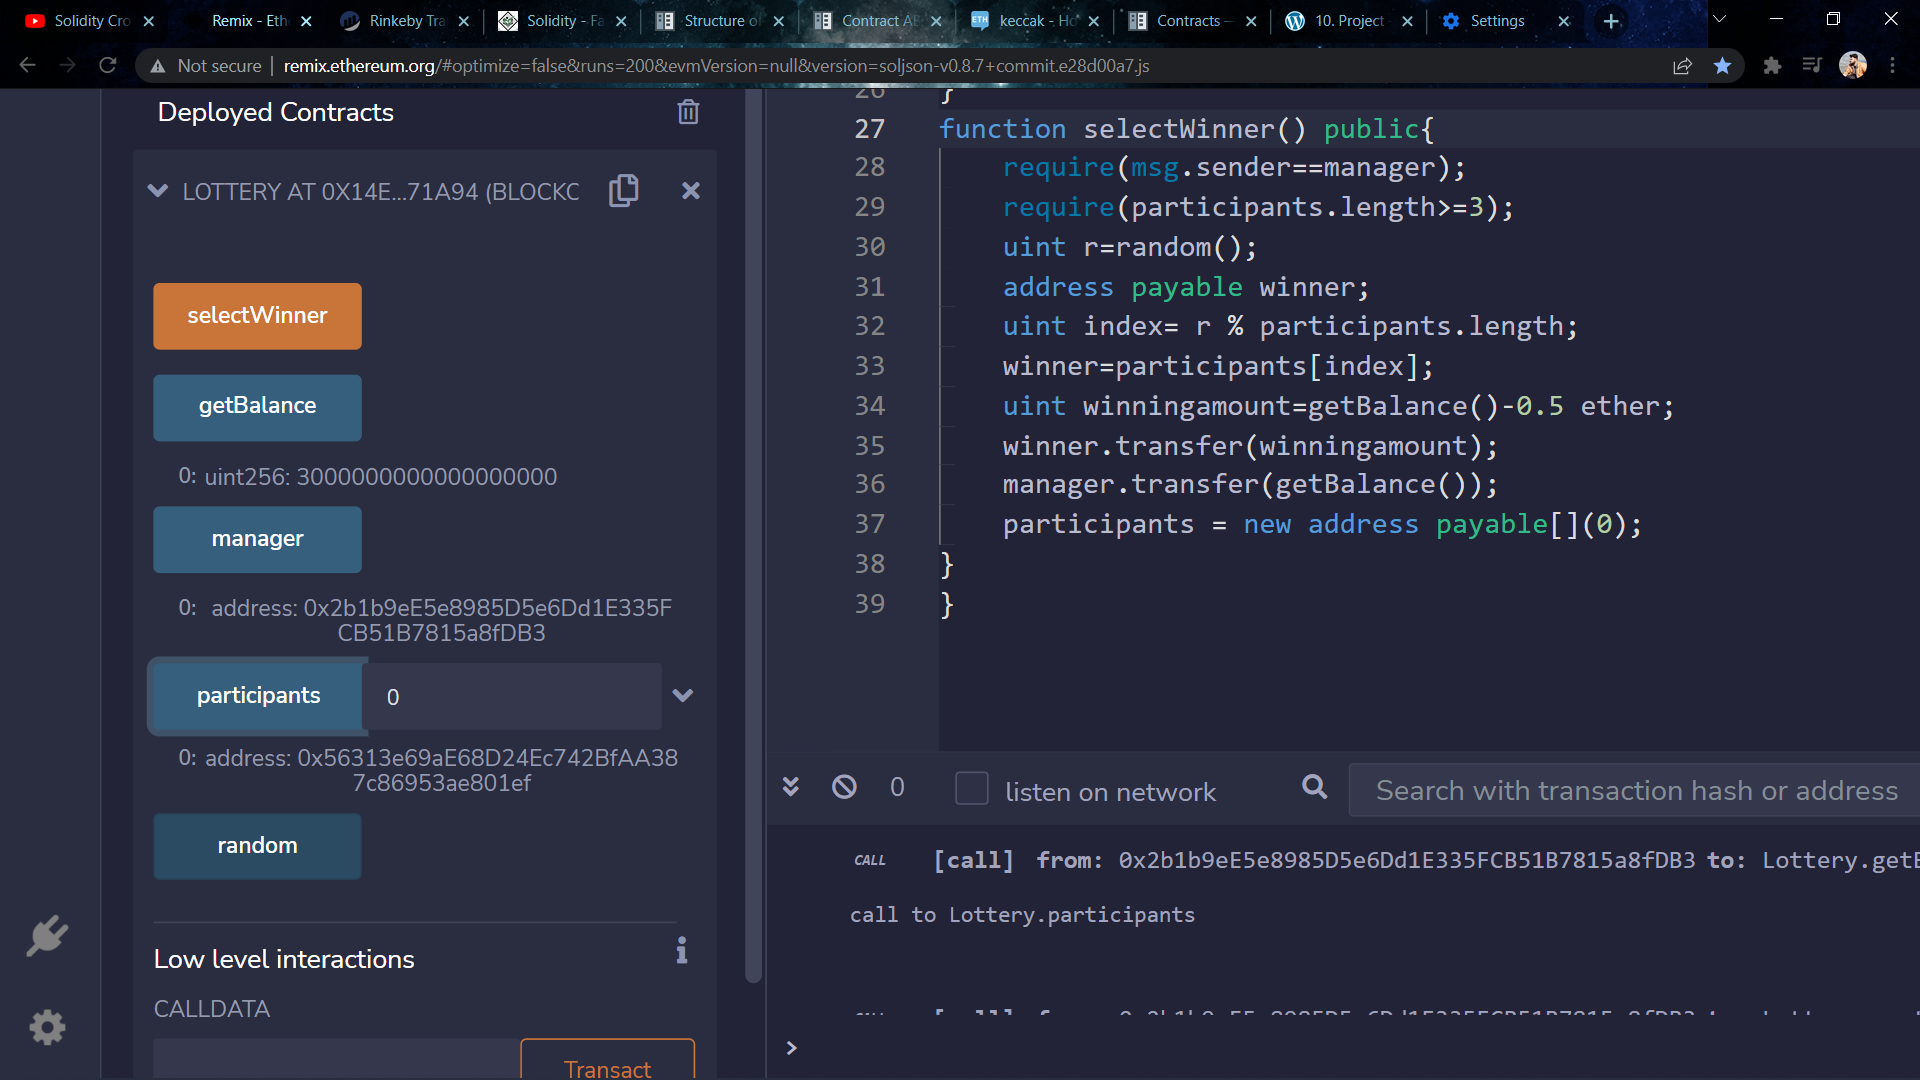 Solidity Cro
Remix - Eth
Rinkeby Tra
Solidity - Fa
Structure o
Contract AB
keccak - Ho
Contracts —
10. Project
Settings
Not secure | remix.ethereum.org/#optimize=false&runs=200&evmVersion=null&version=soljson-v0.8.7+commit.e28d00a7.js
Deployed Contracts
LOTTERY AT 0X14E...71A94 (BLOCKC
selectWinner
getBalance
0: uint256: 3000000000000000000
manager
0: address: 0x2b1b9eE5e8985D5e6Dd1E335F
CB51B7815a8fDB3
participants 0
0: address: 0x56313e69aE68D24Ec742BfAA38
7c86953ae801ef
random
Low level interactions
CALLDATA
Transact
26 }
27 function selectWinner() public{
28 require(msg.sender==manager);
29 require(participants.length>=3);
30 uint r=random();
31 address payable winner;
32 uint index= r % participants.length;
33 winner=participants[index];
34 uint winningamount=getBalance()-0.5 ether;
35 winner.transfer(winningamount);
36 manager.transfer(getBalance());
37 participants = new address payable[](0);
38 }
39 }
0 listen on network Search with transaction hash or address
CALL [call] from: 0x2b1b9eE5e8985D5e6Dd1E335FCB51B7815a8fDB3 to: Lottery.getB
call to Lottery.participants
>